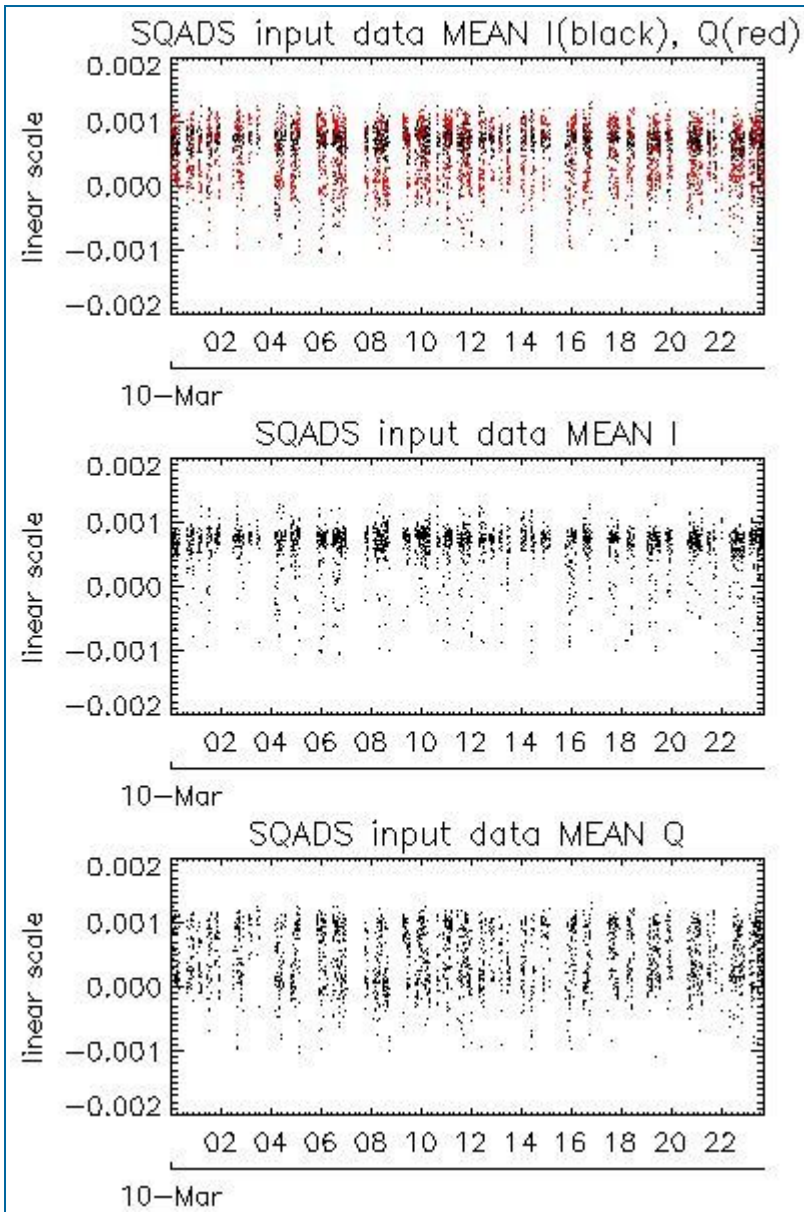 SQADS input data MEAN I(black), Q(red)
0.002
0.001
0.000
−0.001
−0.002
linear scale
02 04 06 08 10 12 14 16 18 20 22
10−Mar
SQADS input data MEAN I
0.002
0.001
0.000
−0.001
−0.002
linear scale
02 04 06 08 10 12 14 16 18 20 22
10−Mar
SQADS input data MEAN Q
0.002
0.001
0.000
−0.001
−0.002
linear scale
02 04 06 08 10 12 14 16 18 20 22
10−Mar